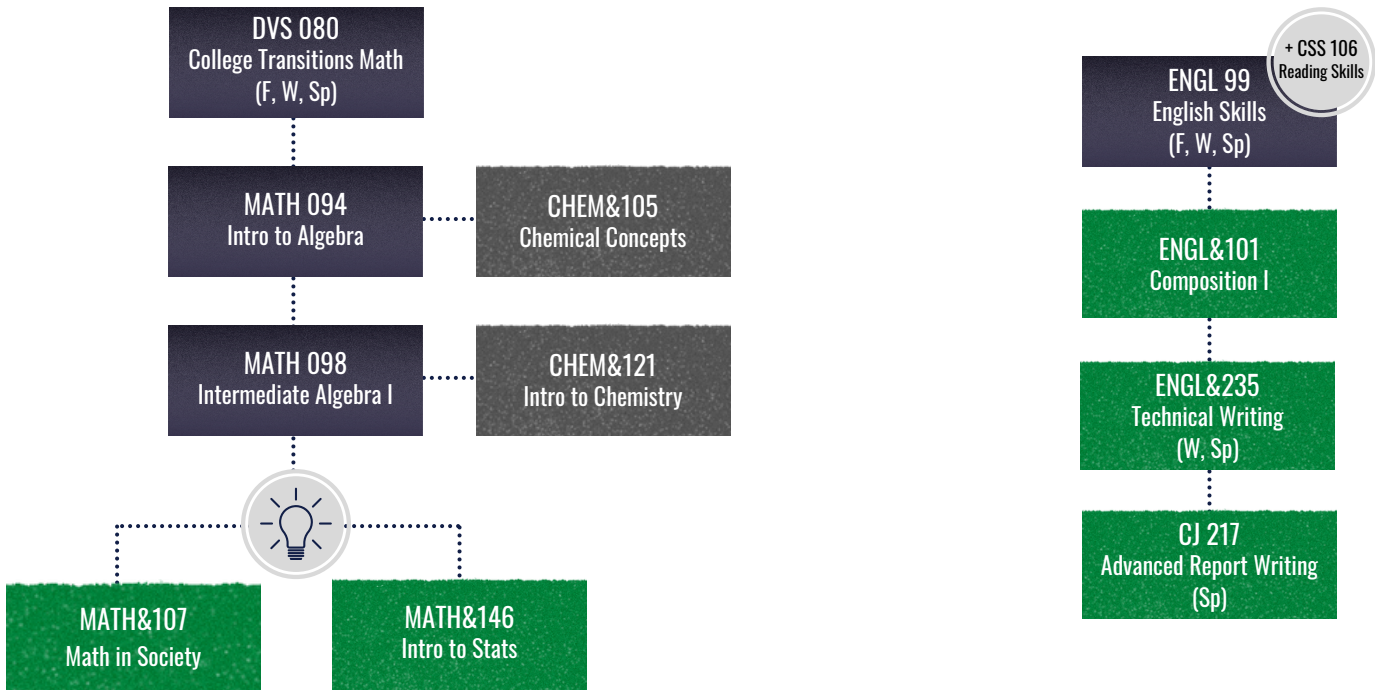 DVS 080
College Transitions Math
(F, W, Sp)
MATH 094
Intro to Algebra
CHEM&105
Chemical Concepts
MATH 098
Intermediate Algebra I
CHEM&121
Intro to Chemistry
MATH&107
Math in Society
MATH&146
Intro to Stats
+ CSS 106
Reading Skills
ENGL 99
English Skills
(F, W, Sp)
ENGL&101
Composition I
ENGL&235
Technical Writing
(W, Sp)
CJ 217
Advanced Report Writing
(Sp)